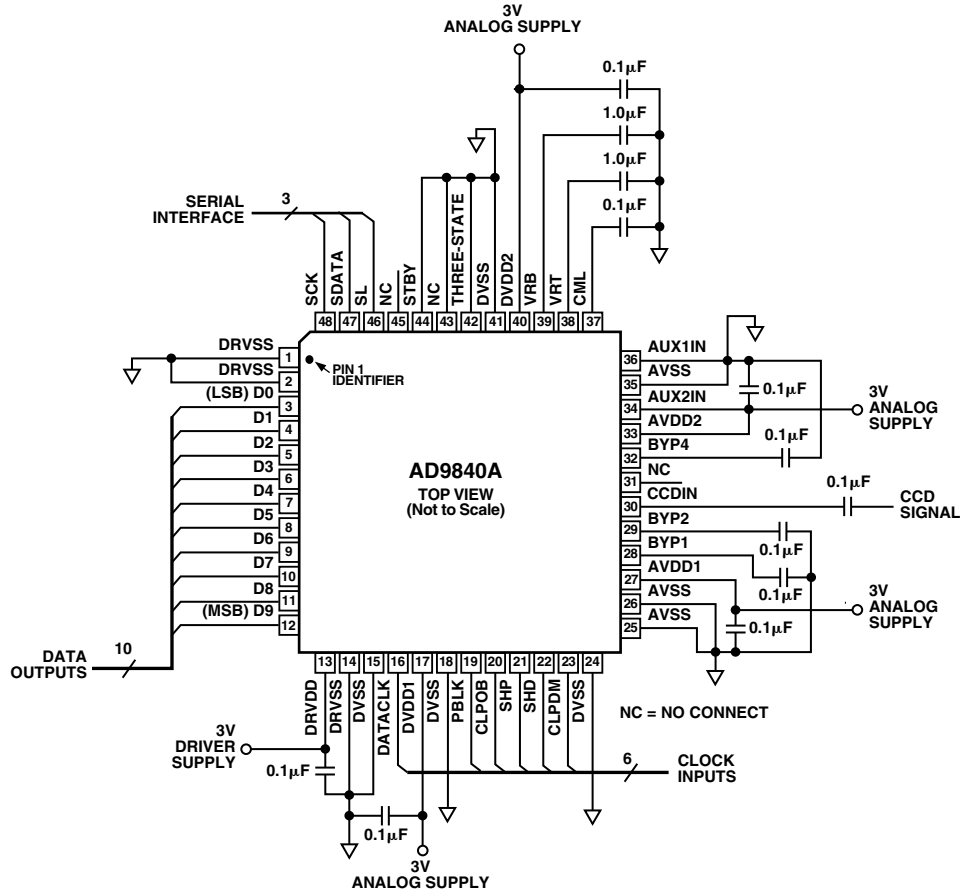 3V
ANALOG SUPPLY
0.1µF
1.0µF
1.0µF
0.1µF
SERIAL
INTERFACE
3
SCK
SDATA
SL
NC
STBY
NC
THREE-STATE
DVSS
DVDD2
VRB
VRT
CML
48
47
46
45
44
43
42
41
40
39
38
37
DRVSS
1
DRVSS
2
(LSB) D0
3
D1
4
D2
5
D3
6
D4
7
D5
8
D6
9
D7
10
D8
11
(MSB) D9
12
DATA
OUTPUTS
10
PIN 1
IDENTIFIER
AD9840A
TOP VIEW
(Not to Scale)
36
AUX1IN
35
AVSS
34
AUX2IN
33
AVDD2
32
BYP4
31
NC
30
CCDIN
29
BYP2
28
BYP1
27
AVDD1
26
AVSS
25
AVSS
0.1µF
3V
ANALOG
SUPPLY
0.1µF
0.1µF
CCD
SIGNAL
0.1µF
0.1µF
3V
ANALOG
SUPPLY
0.1µF
13
14
15
16
17
18
19
20
21
22
23
24
DRVDD
DRVSS
DVSS
DATACLK
DVDD1
DVSS
PBLK
CLPOB
SHP
SHD
CLPDM
DVSS
NC = NO CONNECT
3V
DRIVER
SUPPLY
0.1µF
6
CLOCK
INPUTS
0.1µF
3V
ANALOG SUPPLY